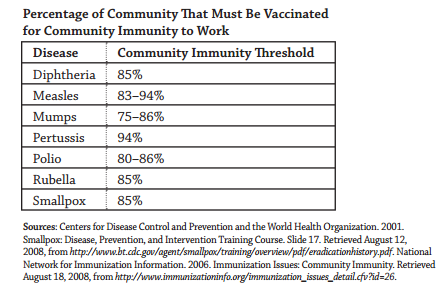 Percentage of Community That Must Be Vaccinated
for Community Immunity to Work
Disease Community Immunity Threshold
Diphtheria 85%
Measles 83–94%
Mumps 75–86%
Pertussis 94%
Polio 80–86%
Rubella 85%
Smallpox 85%
Sources: Centers for Disease Control and Prevention and the World Health Organization. 2001.
Smallpox: Disease, Prevention, and Intervention Training Course. Slide 17. Retrieved August 12,
2008, from http://www.bt.cdc.gov/agent/smallpox/training/overview/pdf/eradicationhistory.pdf. National
Network for Immunization Information. 2006. Immunization Issues: Community Immunity. Retrieved
August 18, 2008, from http://www.immunizationinfo.org/immunization_issues_detail.cfv?id=26.